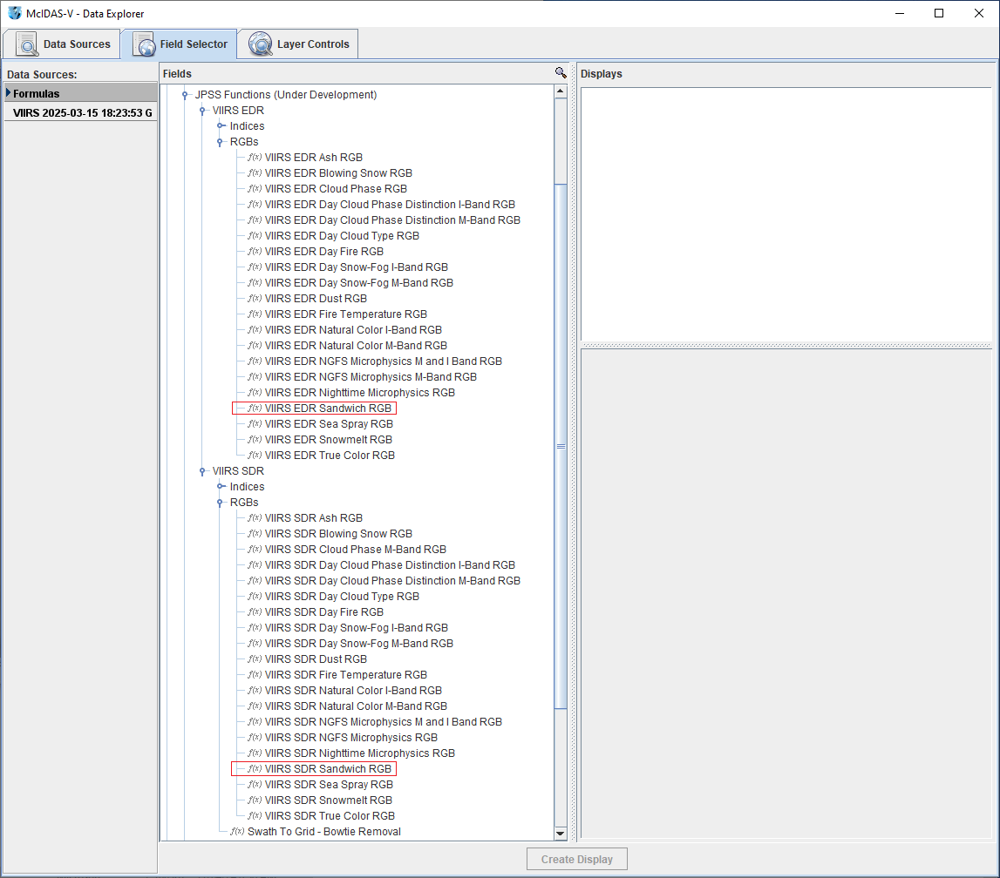 McIDAS-V - Data Explorer
Data Sources
Field Selector
Layer Controls
Data Sources:
Formulas
VIIRS 2025-03-15 18:23:53 G
Fields
JPSS Functions (Under Development)
VIIRS EDR
Indices
RGBs
f(x) VIIRS EDR Ash RGB
f(x) VIIRS EDR Blowing Snow RGB
f(x) VIIRS EDR Cloud Phase RGB
f(x) VIIRS EDR Day Cloud Phase Distinction I-Band RGB
f(x) VIIRS EDR Day Cloud Phase Distinction M-Band RGB
f(x) VIIRS EDR Day Cloud Type RGB
f(x) VIIRS EDR Day Fire RGB
f(x) VIIRS EDR Day Snow-Fog I-Band RGB
f(x) VIIRS EDR Day Snow-Fog M-Band RGB
f(x) VIIRS EDR Dust RGB
f(x) VIIRS EDR Fire Temperature RGB
f(x) VIIRS EDR Natural Color I-Band RGB
f(x) VIIRS EDR Natural Color M-Band RGB
f(x) VIIRS EDR NGFS Microphysics M and I Band RGB
f(x) VIIRS EDR NGFS Microphysics M-Band RGB
f(x) VIIRS EDR Nighttime Microphysics RGB
f(x) VIIRS EDR Sandwich RGB
f(x) VIIRS EDR Sea Spray RGB
f(x) VIIRS EDR Snowmelt RGB
f(x) VIIRS EDR True Color RGB
VIIRS SDR
Indices
RGBs
f(x) VIIRS SDR Ash RGB
f(x) VIIRS SDR Blowing Snow RGB
f(x) VIIRS SDR Cloud Phase M-Band RGB
f(x) VIIRS SDR Day Cloud Phase Distinction I-Band RGB
f(x) VIIRS SDR Day Cloud Phase Distinction M-Band RGB
f(x) VIIRS SDR Day Cloud Type RGB
f(x) VIIRS SDR Day Fire RGB
f(x) VIIRS SDR Day Snow-Fog I-Band RGB
f(x) VIIRS SDR Day Snow-Fog M-Band RGB
f(x) VIIRS SDR Dust RGB
f(x) VIIRS SDR Fire Temperature RGB
f(x) VIIRS SDR Natural Color I-Band RGB
f(x) VIIRS SDR Natural Color M-Band RGB
f(x) VIIRS SDR NGFS Microphysics M and I Band RGB
f(x) VIIRS SDR NGFS Microphysics RGB
f(x) VIIRS SDR Nighttime Microphysics RGB
f(x) VIIRS SDR Sandwich RGB
f(x) VIIRS SDR Sea Spray RGB
f(x) VIIRS SDR Snowmelt RGB
f(x) VIIRS SDR True Color RGB
f(x) Swath To Grid - Bowtie Removal
Displays
Create Display